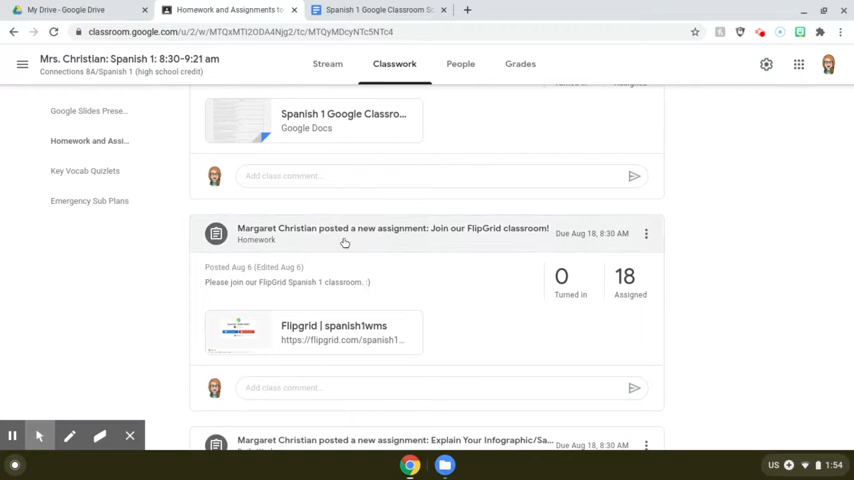 My Drive - Google Drive
Homework and Assignments to
Spanish 1 Google Classroom Sc
classroom.google.com/u/2/w/MTQxMTI2ODA4Njg2/tc/MTQyMDcyNTc5NTc4
Mrs. Christian: Spanish 1: 8:30-9:21 am
Connections 8A/Spanish 1 (high school credit)
Stream
Classwork
People
Grades
Google Slides Prese...
Homework and Assi...
Key Vocab Quizlets
Emergency Sub Plans
Spanish 1 Google Classro...
Google Docs
Add class comment...
Margaret Christian posted a new assignment: Join our FlipGrid classroom!
Homework
Due Aug 18, 8:30 AM
Posted Aug 6 (Edited Aug 6)
Please join our FlipGrid Spanish 1 classroom. :)
0
Turned in
18
Assigned
Flipgrid | spanish1wms
https://flipgrid.com/spanish1...
Add class comment...
Margaret Christian posted a new assignment: Explain Your Infographic/Sa...
Due Aug 18, 8:30 AM
US
1:54